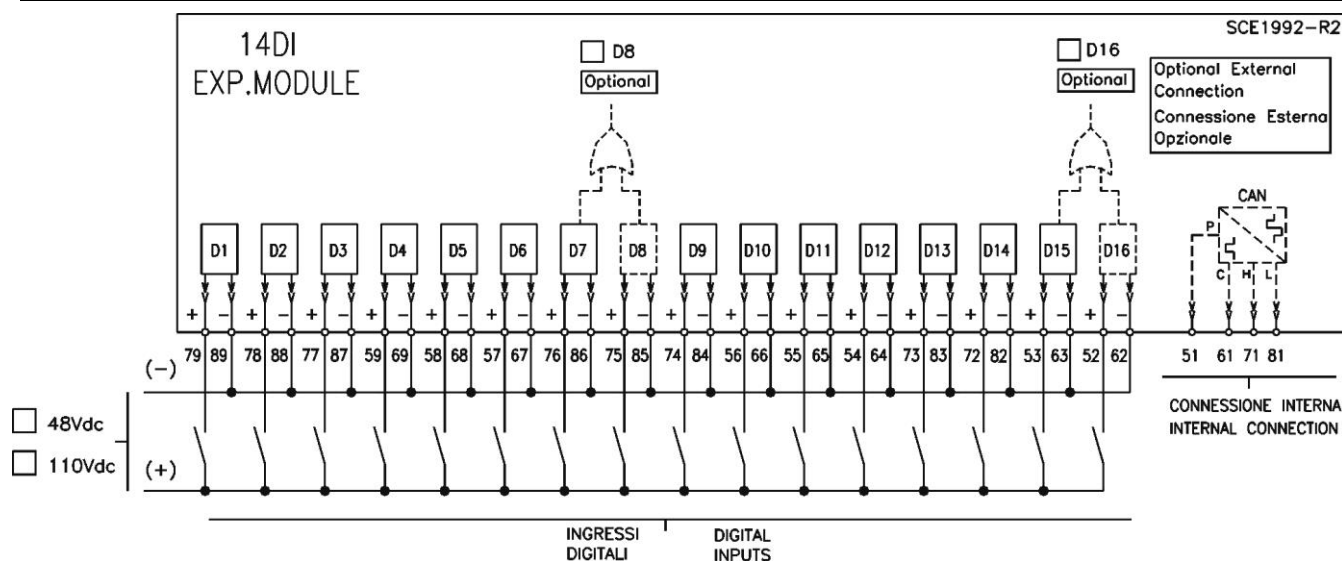 SCE1992-R2
14DI
EXP.MODULE
D8
Optional
D16
Optional
Optional External
Connection
Connessione Esterna
Opzionale
CAN
P
C H L
D1 D2 D3 D4 D5 D6 D7 D8 D9 D10 D11 D12 D13 D14 D15 D16
+ - + - + - + - + - + - + - + - + - + - + - + - + - + - + - + -
79 89 78 88 77 87 59 69 58 68 57 67 76 86 75 85 74 84 56 66 55 65 54 64 73 83 72 82 53 63 52 62 51 61 71 81
(-)
48Vdc
110Vdc
(+)
CONNESSIONE INTERNA
INTERNAL CONNECTION
INGRESSI DIGITAL
DIGITALI INPUTS